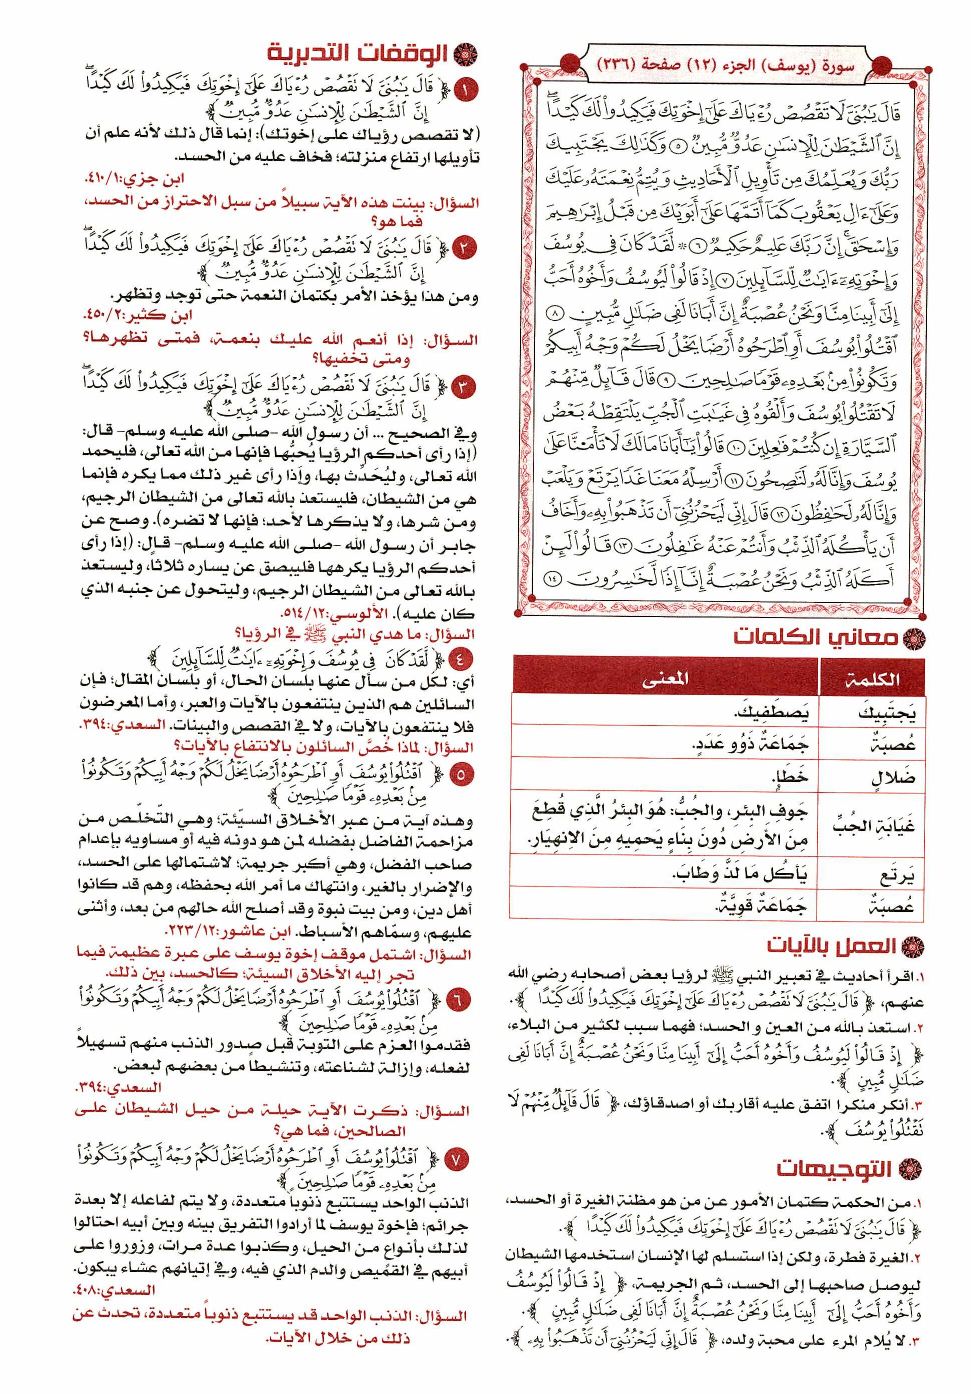 سورة (يوسف) الجزء (١٢) صفحة (٢٣٦)
قَالَ يَٰبُنَيَّ لَا تَقْصُصْ رُءْيَاكَ عَلَىٰٓ إِخْوَتِكَ فَيَكِيدُوا۟ لَكَ كَيْدًا ۖ
إِنَّ ٱلشَّيْطَٰنَ لِلْإِنسَٰنِ عَدُوٌّ مُّبِينٌ ٥ وَكَذَٰلِكَ يَجْتَبِيكَ
رَبُّكَ وَيُعَلِّمُكَ مِن تَأْوِيلِ ٱلْأَحَادِيثِ وَيُتِمُّ نِعْمَتَهُۥ عَلَيْكَ
وَعَلَىٰٓ ءَالِ يَعْقُوبَ كَمَآ أَتَمَّهَا عَلَىٰٓ أَبَوَيْكَ مِن قَبْلُ إِبْرَٰهِيمَ
وَإِسْحَٰقَ ۚ إِنَّ رَبَّكَ عَلِيمٌ حَكِيمٌ ٦ ۞ لَّقَدْ كَانَ فِى يُوسُفَ
وَإِخْوَتِهِۦٓ ءَايَٰتٌ لِّلسَّآئِلِينَ ٧ إِذْ قَالُوا۟ لَيُوسُفُ وَأَخُوهُ أَحَبُّ
إِلَىٰٓ أَبِينَا مِنَّا وَنَحْنُ عُصْبَةٌ إِنَّ أَبَانَا لَفِى ضَلَٰلٍ مُّبِينٍ ٨
ٱقْتُلُوا۟ يُوسُفَ أَوِ ٱطْرَحُوهُ أَرْضًا يَخْلُ لَكُمْ وَجْهُ أَبِيكُمْ
وَتَكُونُوا۟ مِنۢ بَعْدِهِۦ قَوْمًا صَٰلِحِينَ ٩ قَالَ قَآئِلٌ مِّنْهُمْ
لَا تَقْتُلُوا۟ يُوسُفَ وَأَلْقُوهُ فِى غَيَٰبَتِ ٱلْجُبِّ يَلْتَقِطْهُ بَعْضُ
ٱلسَّيَّارَةِ إِن كُنتُمْ فَٰعِلِينَ ١٠ قَالُوا۟ يَٰٓأَبَانَا مَا لَكَ لَا تَأْمَ۫نَّا عَلَىٰ
يُوسُفَ وَإِنَّا لَهُۥ لَنَٰصِحُونَ ١١ أَرْسِلْهُ مَعَنَا غَدًا يَرْتَعْ وَيَلْعَبْ
وَإِنَّا لَهُۥ لَحَٰفِظُونَ ١٢ قَالَ إِنِّى لَيَحْزُنُنِىٓ أَن تَذْهَبُوا۟ بِهِۦ وَأَخَافُ
أَن يَأْكُلَهُ ٱلذِّئْبُ وَأَنتُمْ عَنْهُ غَٰفِلُونَ ١٣ قَالُوا۟ لَئِنْ
أَكَلَهُ ٱلذِّئْبُ وَنَحْنُ عُصْبَةٌ إِنَّآ إِذًا لَّخَٰسِرُونَ ١٤
معاني الكلمات
الكلمة المعنى
يَجتَبِيكَ يَصطَفِيكَ.
عُصبَةٌ جَمَاعَةٌ ذَوُو عَدَدٍ.
ضَلالٍ خَطَإٍ.
غَيَابَةِ الجُبِّ جَوفِ البِئرِ، والجُبُّ: هُوَ البِئرُ الَّذِي قُطِعَ
مِنَ الأَرضِ دُونَ بِنَاءٍ يَحمِيهِ مِنَ الاِنهِيَارِ.
يَرتَع يَأكُل مَا لَذَّ وَطَابَ.
عُصبَةٌ جَمَاعَةٌ قَوِيَّةٌ.
العمل بالآيات
١. اقرأ أحاديث في تعبير النبي ﷺ لرؤيا بعض أصحابه رضي الله
عنهم، ﴿ قَالَ يَٰبُنَيَّ لَا تَقْصُصْ رُءْيَاكَ عَلَىٰٓ إِخْوَتِكَ فَيَكِيدُوا۟ لَكَ كَيْدًا ﴾.
٢. استعذ بالله من العين و الحسد؛ فهما سبب لكثير من البلاء،
﴿ إِذْ قَالُوا۟ لَيُوسُفُ وَأَخُوهُ أَحَبُّ إِلَىٰٓ أَبِينَا مِنَّا وَنَحْنُ عُصْبَةٌ إِنَّ أَبَانَا لَفِى
ضَلَٰلٍ مُّبِينٍ ﴾.
٣. أنكر منكرا اتفق عليه أقاربك أو اصدقاؤك، ﴿ قَالَ قَآئِلٌ مِّنْهُمْ لَا
تَقْتُلُوا۟ يُوسُفَ ﴾.
التوجيهات
١. من الحكمة كتمان الأمور عن من هو مظنة الغيرة أو الحسد،
﴿ قَالَ يَٰبُنَيَّ لَا تَقْصُصْ رُءْيَاكَ عَلَىٰٓ إِخْوَتِكَ فَيَكِيدُوا۟ لَكَ كَيْدًا ﴾.
٢. الغيرة فطرة، ولكن إذا استسلم لها الإنسان استخدمها الشيطان
ليوصل صاحبها إلى الحسد، ثم الجريمة، ﴿ إِذْ قَالُوا۟ لَيُوسُفُ
وَأَخُوهُ أَحَبُّ إِلَىٰٓ أَبِينَا مِنَّا وَنَحْنُ عُصْبَةٌ إِنَّ أَبَانَا لَفِى ضَلَٰلٍ مُّبِينٍ ﴾.
٣. لا يُلام المرء على محبة ولده، ﴿ قَالَ إِنِّى لَيَحْزُنُنِىٓ أَن تَذْهَبُوا۟ بِهِۦ ﴾.
الوقفات التدبرية
١ ﴿ قَالَ يَٰبُنَيَّ لَا تَقْصُصْ رُءْيَاكَ عَلَىٰٓ إِخْوَتِكَ فَيَكِيدُوا۟ لَكَ كَيْدًا ۖ
إِنَّ ٱلشَّيْطَٰنَ لِلْإِنسَٰنِ عَدُوٌّ مُّبِينٌ ﴾
(لا تقصص رؤياك على إخوتك): إنما قال ذلك لأنه علم أن
تأويلها ارتفاع منزلته؛ فخاف عليه من الحسد.
ابن جزي:٤١٠/١.
السؤال: بينت هذه الآية سبيلاً من سبل الاحتراز من الحسد،
فما هو؟
٢ ﴿ قَالَ يَٰبُنَيَّ لَا تَقْصُصْ رُءْيَاكَ عَلَىٰٓ إِخْوَتِكَ فَيَكِيدُوا۟ لَكَ كَيْدًا ۖ
إِنَّ ٱلشَّيْطَٰنَ لِلْإِنسَٰنِ عَدُوٌّ مُّبِينٌ ﴾
ومن هذا يؤخذ الأمر بكتمان النعمة حتى توجد وتظهر.
ابن كثير:٤٥٠/٢.
السؤال: إذا أنعم الله عليك بنعمة، فمتى تظهرها؟
ومتى تخفيها؟
٣ ﴿ قَالَ يَٰبُنَيَّ لَا تَقْصُصْ رُءْيَاكَ عَلَىٰٓ إِخْوَتِكَ فَيَكِيدُوا۟ لَكَ كَيْدًا ۖ
إِنَّ ٱلشَّيْطَٰنَ لِلْإِنسَٰنِ عَدُوٌّ مُّبِينٌ ﴾
وفي الصحيح ... أن رسول الله -صلى الله عليه وسلم- قال:
(إذا رأى أحدكم الرؤيا يُحبُّها فإنها من الله تعالى، فليحمد
الله تعالى، وليُحَدِّث بها، وإذا رأى غير ذلك مما يكره فإنما
هي من الشيطان، فليستعذ بالله تعالى من الشيطان الرجيم،
ومن شرها، ولا يذكرها لأحد؛ فإنها لا تضره). وصح عن
جابر أن رسول الله -صلى الله عليه وسلم- قال: (إذا رأى
أحدكم الرؤيا يكرهها فليبصق عن يساره ثلاثاً، وليستعذ
بالله تعالى من الشيطان الرجيم، وليتحول عن جنبه الذي
كان عليه). الألوسي:٥١٤/١٢.
السؤال: ما هدي النبي ﷺ في الرؤيا؟
٤ ﴿ لَّقَدْ كَانَ فِى يُوسُفَ وَإِخْوَتِهِۦٓ ءَايَٰتٌ لِّلسَّآئِلِينَ ﴾
أي: لكل من سأل عنها بلسان الحال، أو بلسان المقال؛ فإن
السائلين هم الذين ينتفعون بالآيات والعبر، وأما المعرضون
فلا ينتفعون بالآيات، ولا في القصص والبينات. السعدي:٣٩٤.
السؤال: لماذا خُصَّ السائلون بالانتفاع بالآيات؟
٥ ﴿ ٱقْتُلُوا۟ يُوسُفَ أَوِ ٱطْرَحُوهُ أَرْضًا يَخْلُ لَكُمْ وَجْهُ أَبِيكُمْ وَتَكُونُوا۟
مِنۢ بَعْدِهِۦ قَوْمًا صَٰلِحِينَ ﴾
وهذه آية من عبر الأخلاق السيّئة؛ وهي التّخلّص من
مزاحمة الفاضل بفضله لمن هو دونه فيه أو مساويه بإعدام
صاحب الفضل، وهي أكبر جريمة؛ لاشتمالها على الحسد،
والإضرار بالغير، وانتهاك ما أمر الله بحفظه، وهم قد كانوا
أهل دين، ومن بيت نبوة وقد أصلح الله حالهم من بعد، وأثنى
عليهم، وسمّاهم الأسباط. ابن عاشور:٢٢٣/١٢.
السؤال: اشتمل موقف إخوة يوسف على عبرة عظيمة فيما
تجر إليه الأخلاق السيئة؛ كالحسد، بين ذلك.
٦ ﴿ ٱقْتُلُوا۟ يُوسُفَ أَوِ ٱطْرَحُوهُ أَرْضًا يَخْلُ لَكُمْ وَجْهُ أَبِيكُمْ وَتَكُونُوا۟
مِنۢ بَعْدِهِۦ قَوْمًا صَٰلِحِينَ ﴾
فقدموا العزم على التوبة قبل صدور الذنب منهم تسهيلاً
لفعله، وإزالة لشناعته، وتنشيطاً من بعضهم لبعض.
السعدي:٣٩٤.
السؤال: ذكرت الآية حيلة من حيل الشيطان على
الصالحين، فما هي؟
٧ ﴿ ٱقْتُلُوا۟ يُوسُفَ أَوِ ٱطْرَحُوهُ أَرْضًا يَخْلُ لَكُمْ وَجْهُ أَبِيكُمْ وَتَكُونُوا۟
مِنۢ بَعْدِهِۦ قَوْمًا صَٰلِحِينَ ﴾
الذنب الواحد يستتبع ذنوباً متعددة، ولا يتم لفاعله إلا بعدة
جرائم؛ فإخوة يوسف لما أرادوا التفريق بينه وبين أبيه احتالوا
لذلك بأنواع من الحيل، وكذبوا عدة مرات، وزوروا على
أبيهم في القميص والدم الذي فيه، وفي إتيانهم عشاء يبكون.
السعدي:٤٠٨.
السؤال: الذنب الواحد قد يستتبع ذنوباً متعددة، تحدث عن
ذلك من خلال الآيات.